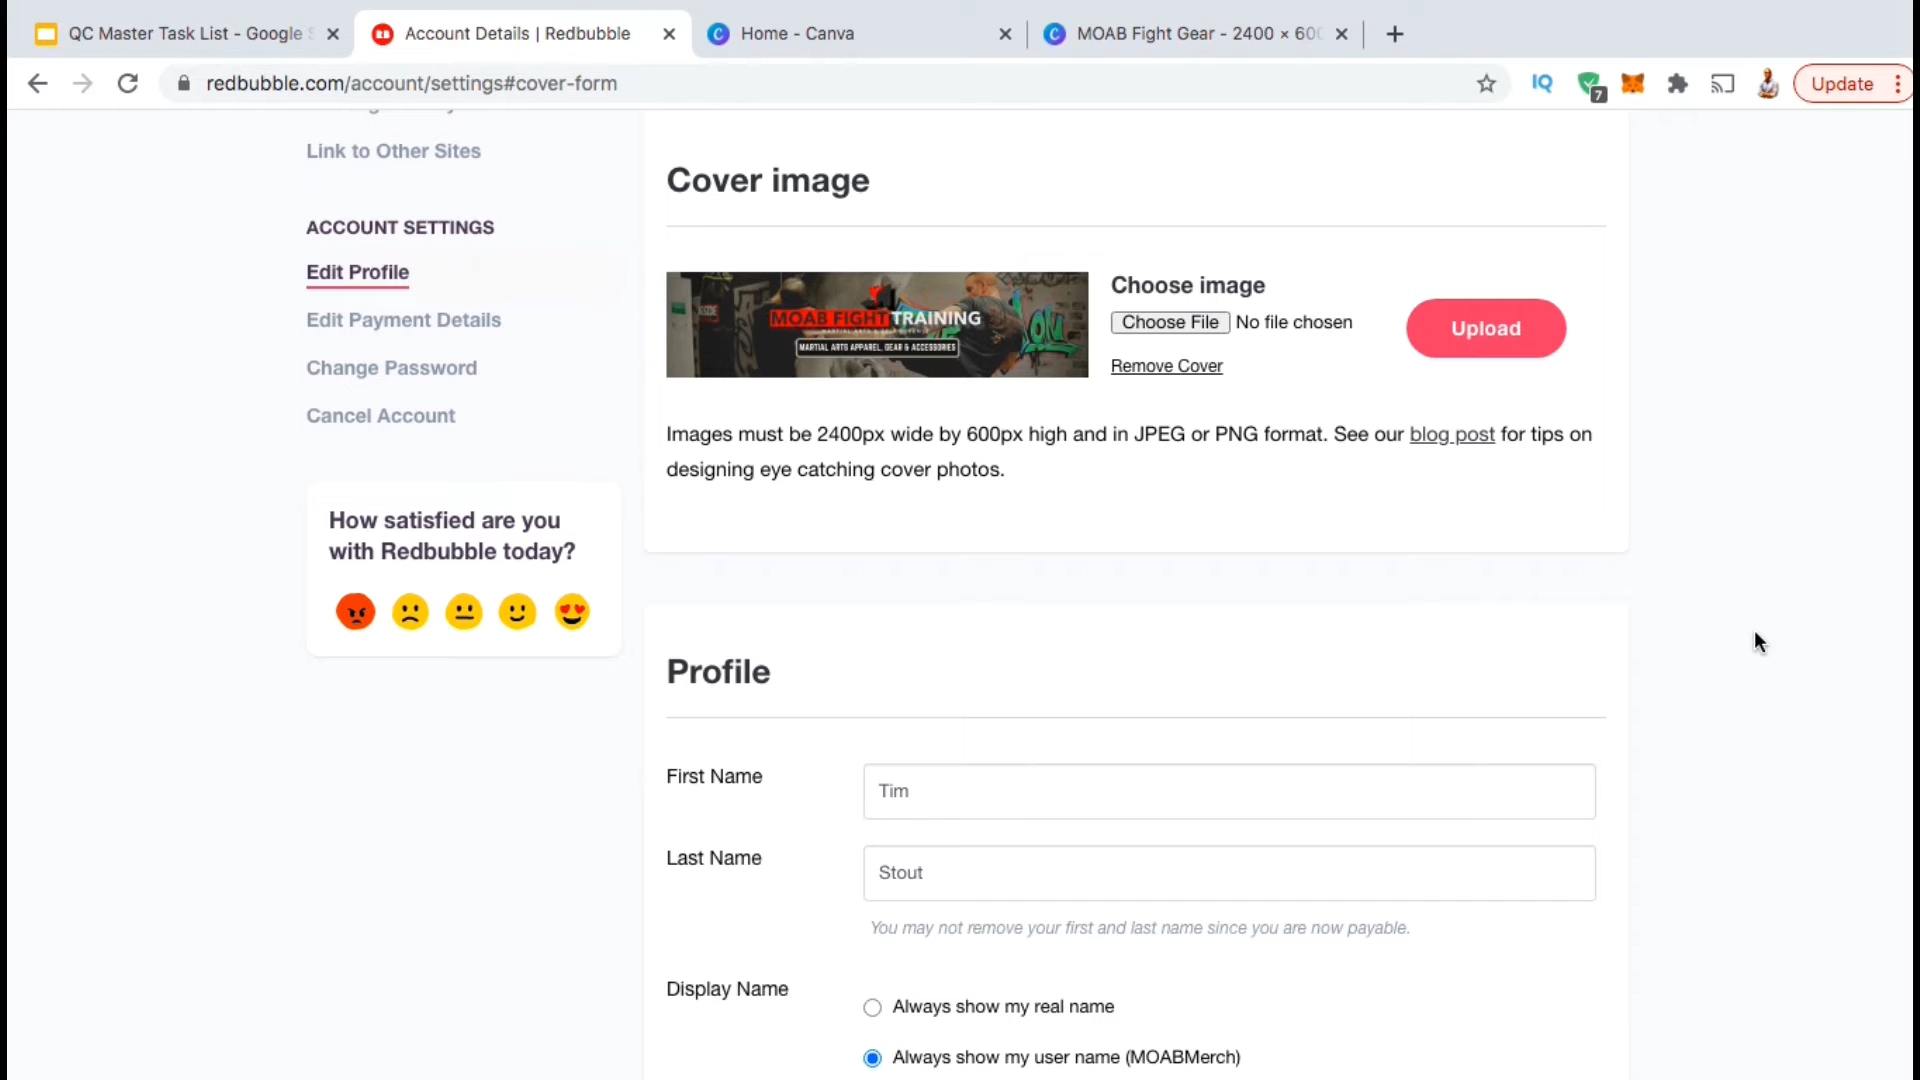 QC Master Task List - Google S
Account Details | Redbubble
Home - Canva
MOAB Fight Gear - 2400 × 600
redbubble.com/account/settings#cover-form
IQ
7
Update
Link to Other Sites
ACCOUNT SETTINGS
Edit Profile
Edit Payment Details
Change Password
Cancel Account
How satisfied are you
with Redbubble today?
Cover image
MOAB FIGHT TRAINING
MARTIAL ARTS & SELF DEFENSE
MARTIAL ARTS APPAREL, GEAR & ACCESSORIES
Choose image
Choose File No file chosen
Remove Cover
Upload
Images must be 2400px wide by 600px high and in JPEG or PNG format. See our blog post for tips on
designing eye catching cover photos.
Profile
First Name
Tim
Last Name
Stout
You may not remove your first and last name since you are now payable.
Display Name
Always show my real name
Always show my user name (MOABMerch)